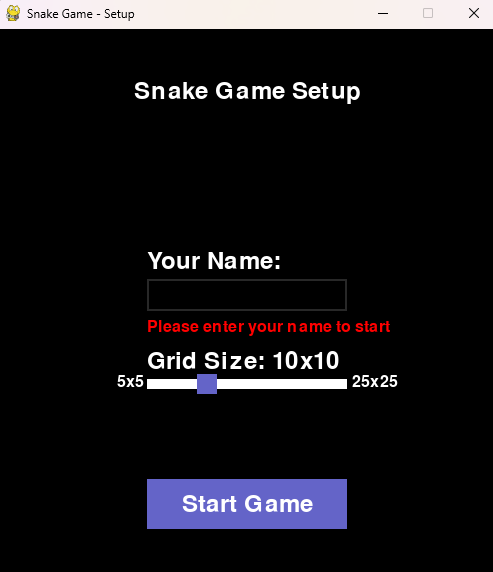 Snake Game - Setup
Snake Game Setup
Your Name:
Please enter your name to start
Grid Size: 10x10
5x5 25x25
Start Game